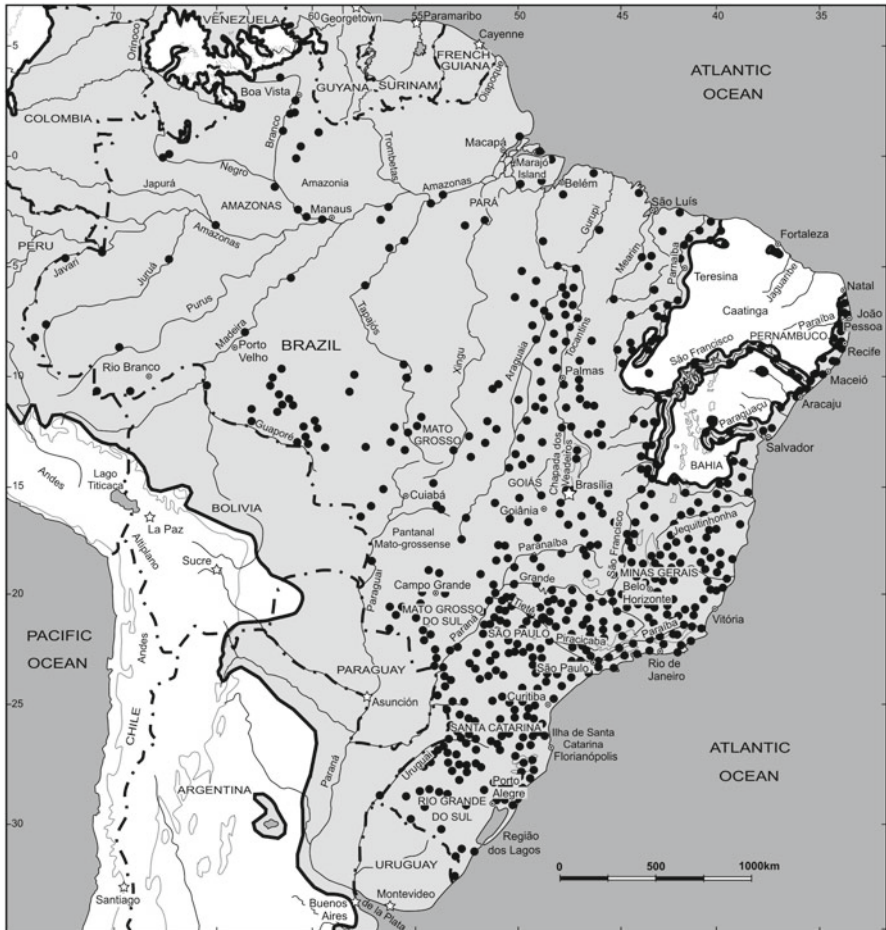 60
55
50
45
40
35
VENEZUELA
Georgetown
Paramaribo
Cayenne
5
Orinoco
FRENCH
GUIANA
Oiapoque
ATLANTIC
OCEAN
Boa Vista
GUYANA
SURINAM
COLOMBIA
Branco
Trombetas
Macapá
0
Marajó
Island
Negro
Amazonia
Belém
Japurá
AMAZONAS
Manaus
Amazonas
PARÁ
Gurupi
São Luís
Amazonas
PERU
Fortaleza
Javari
Juruá
Mearim
Parnaíba
Teresina
Jaguaribe
5
Natal
Purus
Tapajós
Caatinga
Paraíba
João
Pessoa
Madeira
Xingu
Araguaia
Tocantins
São Francisco
PERNAMBUCO
Recife
Porto
Velho
BRAZIL
Rio Branco
10
Palmas
Maceió
Aracaju
Guaporé
MATO
GROSSO
Paraguaçu
Salvador
Chapada dos
Veadeiros
BAHIA
15
Andes
Lago
Titicaca
GOIÁS
Brasília
Cuiabá
Goiânia
La Paz
BOLIVIA
Jequitinhonha
Altiplano
Pantanal
Mato-grossense
Paranaíba
São Francisco
Sucre
MINAS GERAIS
Paraguai
Campo Grande
Grande
Belo
Horizonte
20
MATO GROSSO
DO SUL
Tietê
Vitória
PACIFIC
OCEAN
Andes
Paraná
SÃO PAULO
Piracicaba
Paraíba
PARAGUAY
São Paulo
Rio de
Janeiro
25
Asunción
Curitiba
CHILE
SANTA CATARINA
Ilha de Santa
Catarina
Florianópolis
ATLANTIC
OCEAN
Paraná
Uruguai
ARGENTINA
Porto
Alegre
RIO GRANDE
DO SUL
30
Região
dos Lagos
URUGUAY
0
500
1000km
Santiago
Buenos
Aires
Montevideo
de la Plata